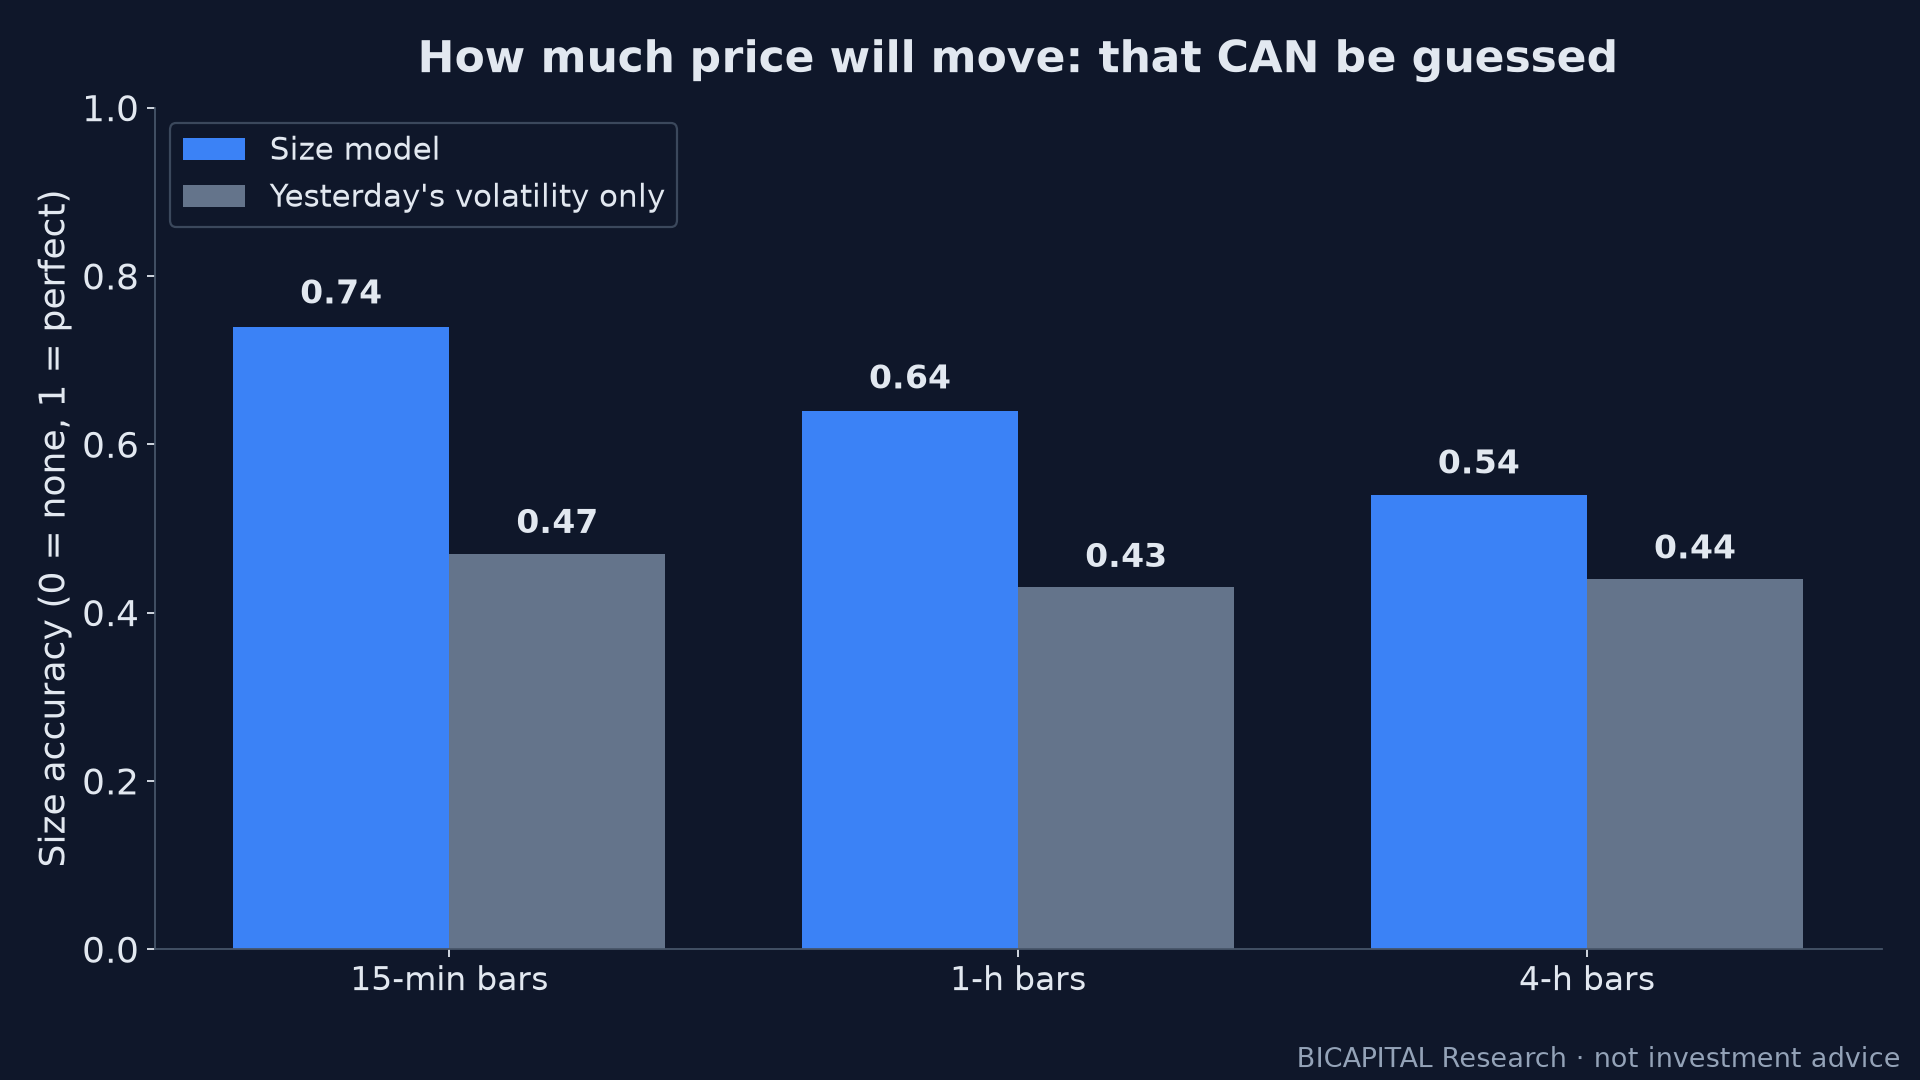 How much price will move: that CAN be guessed
Size accuracy (0 = none, 1 = perfect)
1.0
0.8
0.6
0.4
0.2
0.0
Size model
Yesterday's volatility only
0.74
0.47
0.64
0.43
0.54
0.44
15-min bars
1-h bars
4-h bars
BICAPITAL Research · not investment advice